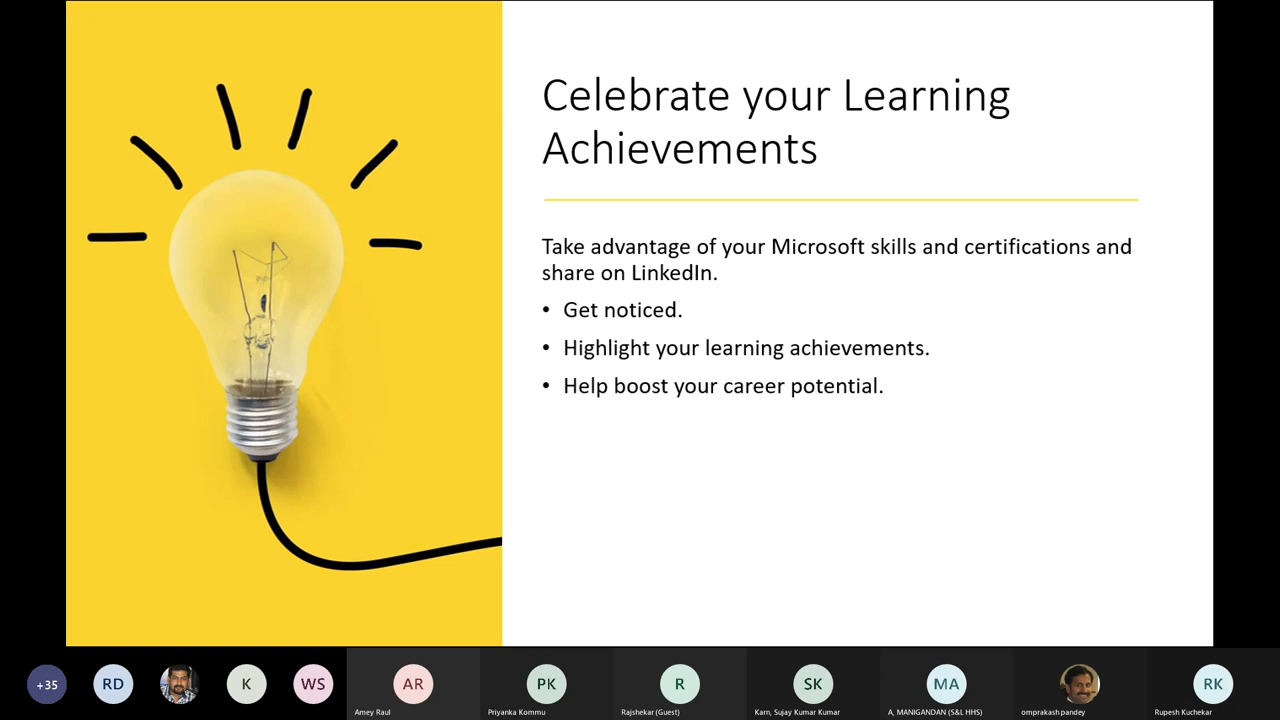 Celebrate your Learning
Achievements
Take advantage of your Microsoft skills and certifications and
share on LinkedIn.
• Get noticed.
• Highlight your learning achievements.
• Help boost your career potential.
+35
RD
K
WS
AR
PK
R
SK
MA
RK
Amey Raul
Priyanka Kommu
Rajshekar (Guest)
Karn, Sujay Kumar Kumar
A, MANIGANDAN (S&L HHS)
omprakash pandey
Rupesh Kuchekar